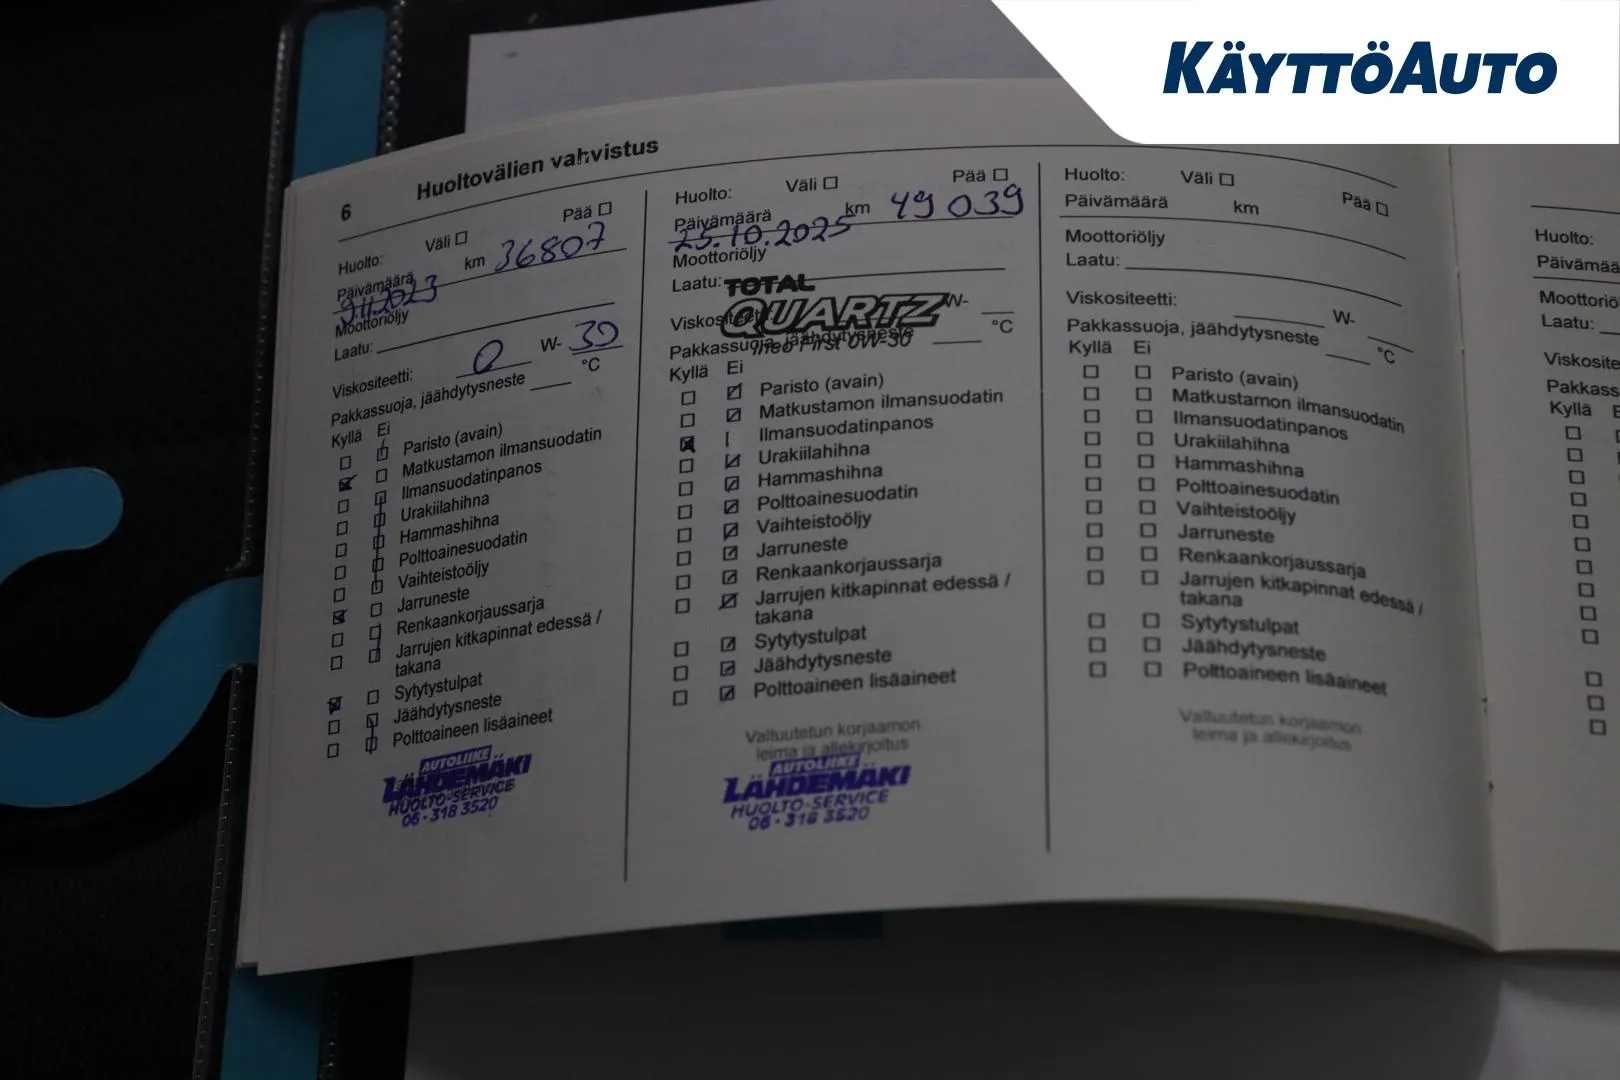 KÄYTTÖAUTO
6 Huoltovälien vahvistus
Huolto: Väli Pää
Päivämäärä km 36807
9.11.2023
Moottoriöljy
Laatu:
Viskositeetti: 0 W- 30
Pakkassuoja, jäähdytysneste °C
Kyllä Ei
Paristo (avain)
Matkustamon ilmansuodatin
Ilmansuodatinpanos
Urakiilahihna
Hammashihna
Polttoainesuodatin
Vaihteistoöljy
Jarruneste
Renkaankorjaussarja
Jarrujen kitkapinnat edessä /
takana
Sytytystulpat
Jäähdytysneste
Polttoaineen lisäaineet
AUTOLIIKE
LÄHDEMÄKI
HUOLTO-SERVICE
06-318 3520
Huolto: Väli Pää
Päivämäärä km 49 039
25.10.2025
Moottoriöljy
Laatu: TOTAL
QUARTZ
Viskositeetti: W-
Ineo First 0W-30
Pakkassuoja, jäähdytysneste °C
Kyllä Ei
Paristo (avain)
Matkustamon ilmansuodatin
Ilmansuodatinpanos
Urakiilahihna
Hammashihna
Polttoainesuodatin
Vaihteistoöljy
Jarruneste
Renkaankorjaussarja
Jarrujen kitkapinnat edessä /
takana
Sytytystulpat
Jäähdytysneste
Polttoaineen lisäaineet
Valtuutetun korjaamon
leima ja allekirjoitus
AUTOLIIKE
LÄHDEMÄKI
HUOLTO-SERVICE
06-318 3520
Huolto: Väli Pää
Päivämäärä km
Moottoriöljy
Laatu:
Viskositeetti: W-
Pakkassuoja, jäähdytysneste °C
Kyllä Ei
Paristo (avain)
Matkustamon ilmansuodatin
Ilmansuodatinpanos
Urakiilahihna
Hammashihna
Polttoainesuodatin
Vaihteistoöljy
Jarruneste
Renkaankorjaussarja
Jarrujen kitkapinnat edessä /
takana
Sytytystulpat
Jäähdytysneste
Polttoaineen lisäaineet
Valtuutetun korjaamon
leima ja allekirjoitus
Huolto:
Päivämää
Moottoriö
Laatu:
Viskosite
Pakkass
Kyllä E